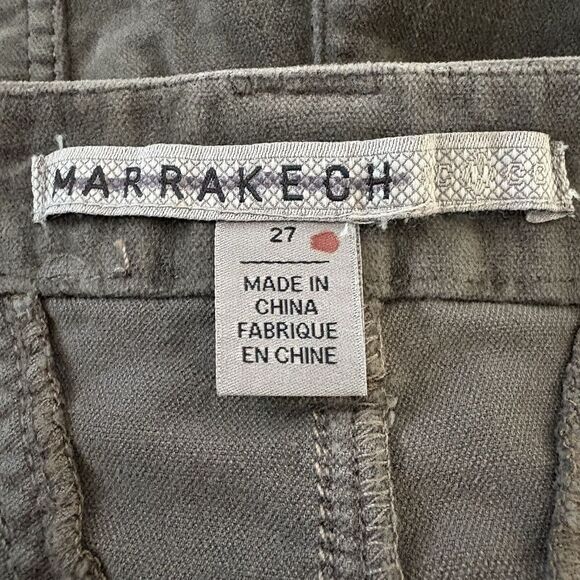 MARRAKECH
27
MADE IN
CHINA
FABRIQUE
EN CHINE